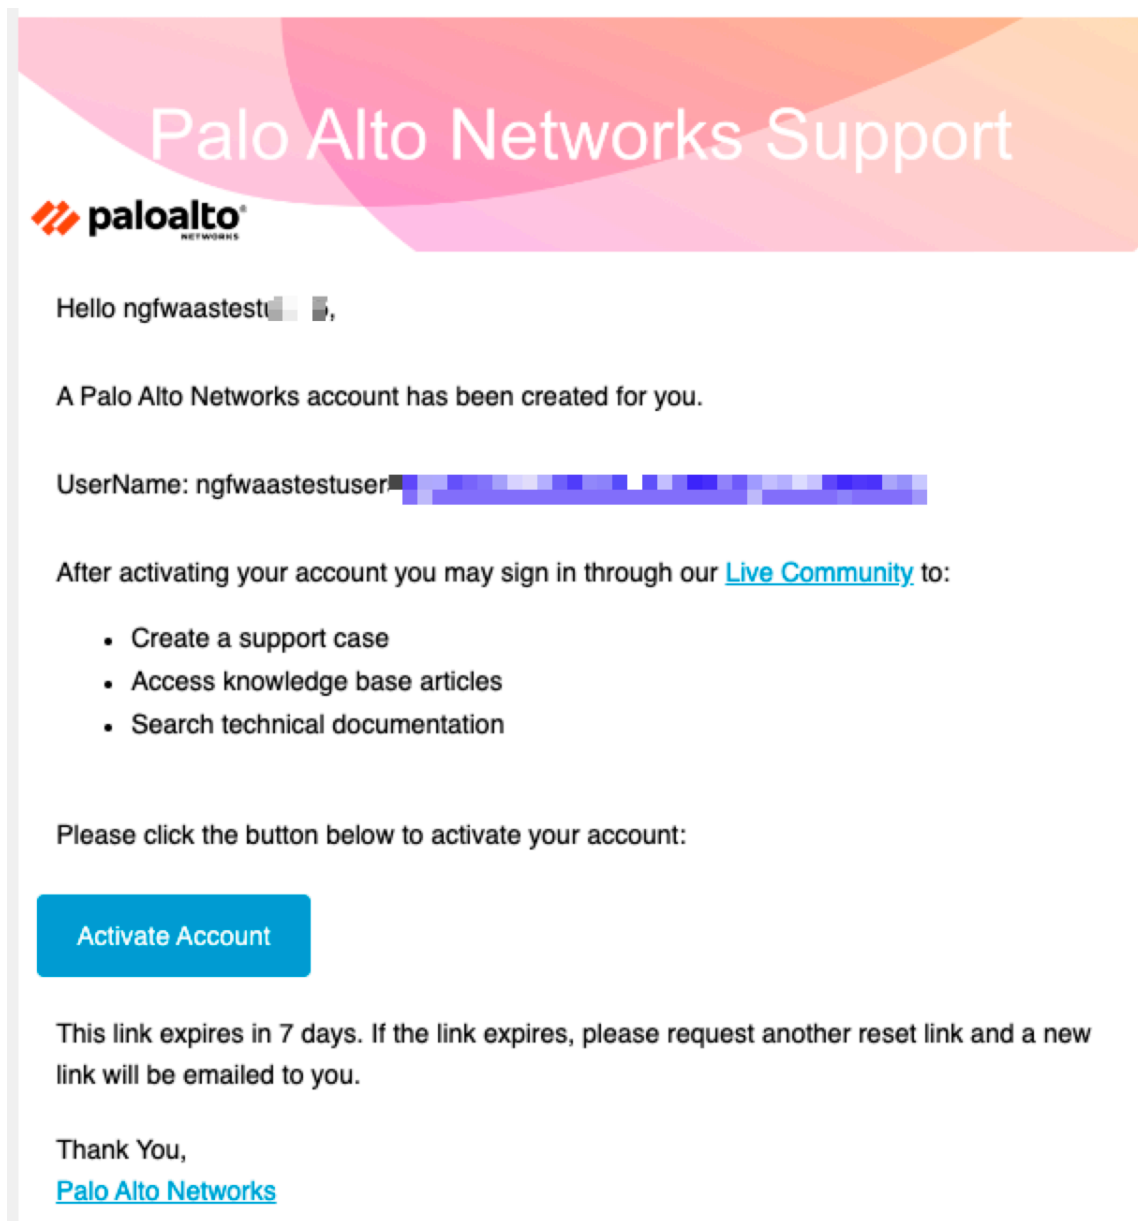 Palo Alto Networks Support
paloalto
NETWORKS
Hello
A Palo Alto Networks account has been created for you.
UserName: ngfwaastestuser
After activating your account you may sign in through our Live Community to:
• Create a support case
• Access knowledge base articles
• Search technical documentation
Please click the button below to activate your account:
Activate Account
This link expires in 7 days. If the link expires, please request another reset link and a new
link will be emailed to you.
Thank You,
Palo Alto Networks